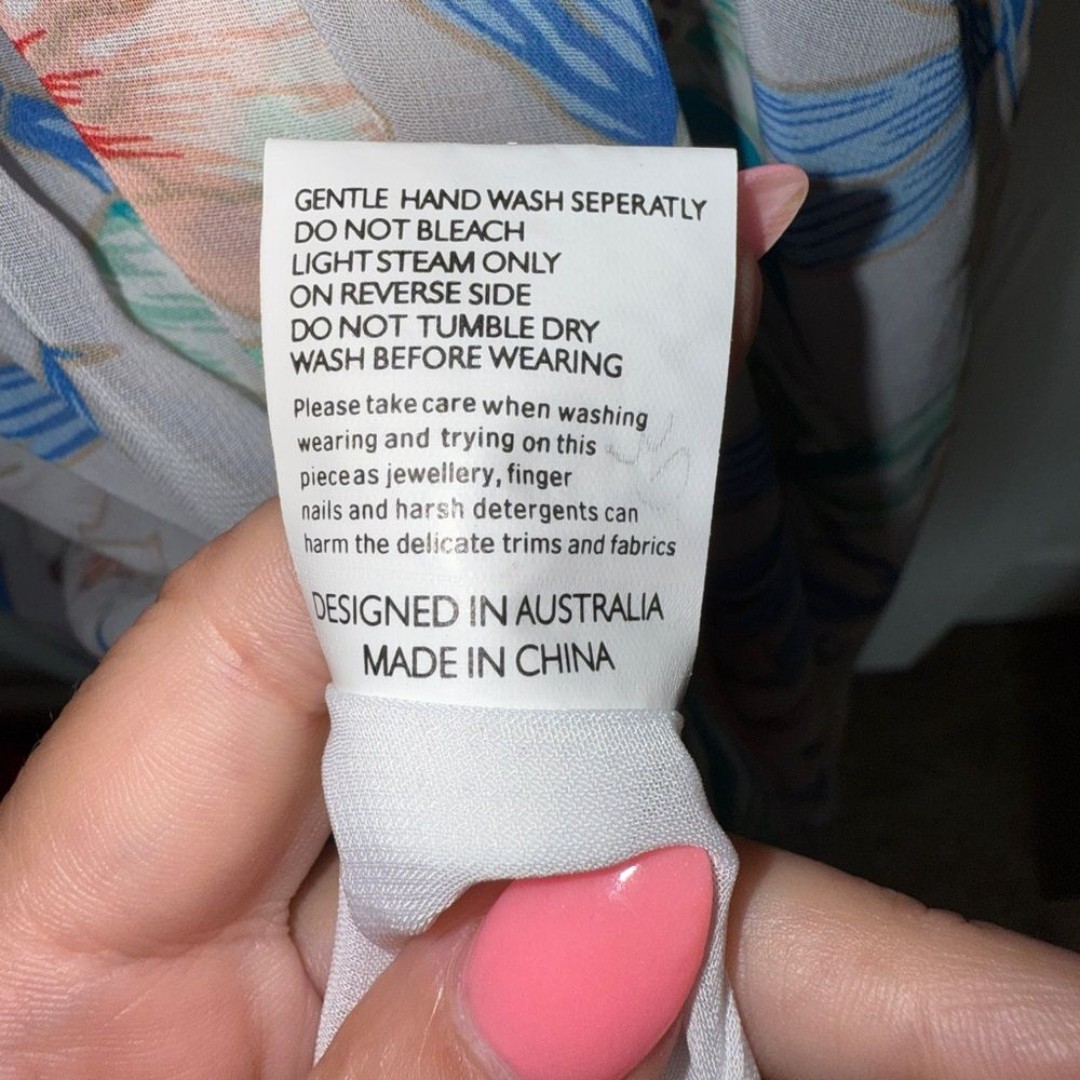 GENTLE HAND WASH SEPERATLY
DO NOT BLEACH
LIGHT STEAM ONLY
ON REVERSE SIDE
DO NOT TUMBLE DRY
WASH BEFORE WEARING
Please take care when washing
wearing and trying on this
piece as jewellery, finger
nails and harsh detergents can
harm the delicate trims and fabrics
DESIGNED IN AUSTRALIA
MADE IN CHINA